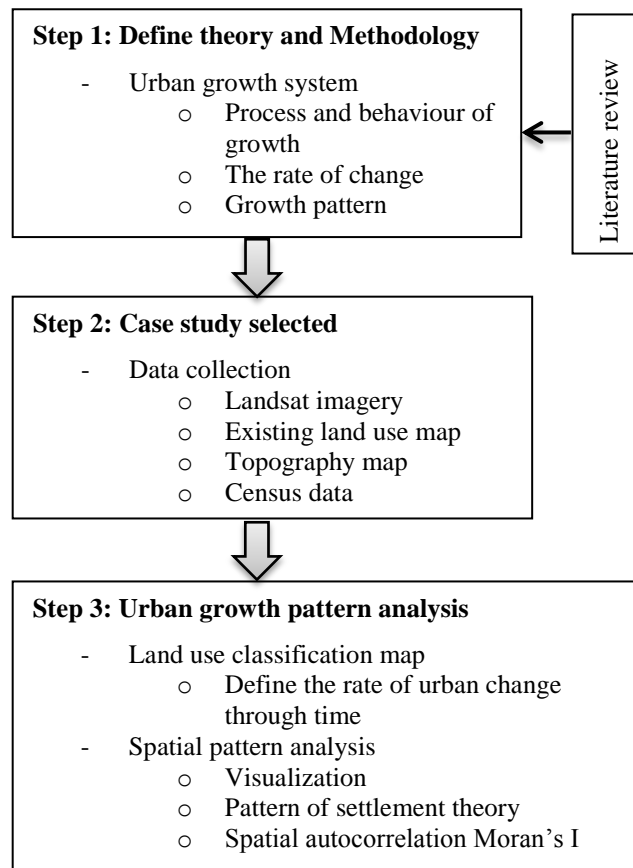 Step 1: Define theory and Methodology
- Urban growth system
o Process and behaviour of
growth
o The rate of change
o Growth pattern
Literature review
Step 2: Case study selected
- Data collection
o Landsat imagery
o Existing land use map
o Topography map
o Census data
Step 3: Urban growth pattern analysis
- Land use classification map
o Define the rate of urban change
through time
- Spatial pattern analysis
o Visualization
o Pattern of settlement theory
o Spatial autocorrelation Moran’s I